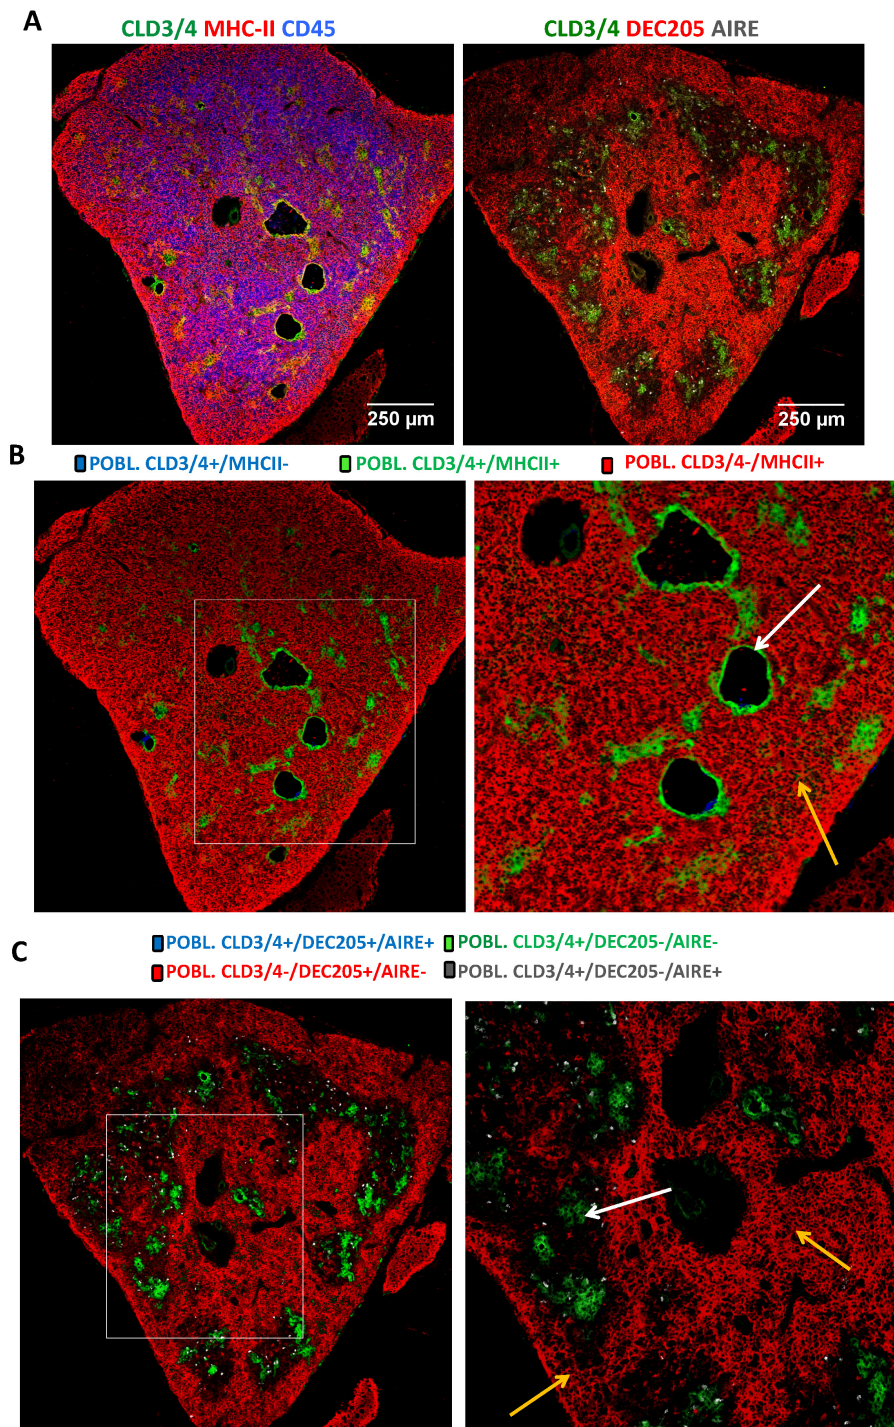 A
CLD3/4 MHC-II CD45
CLD3/4 DEC205 AIRE
250 µm
250 µm
B
POBL. CLD3/4+/MHCII-
POBL. CLD3/4+/MHCII+
POBL. CLD3/4-/MHCII+
C
POBL. CLD3/4+/DEC205+/AIRE+
POBL. CLD3/4+/DEC205-/AIRE-
POBL. CLD3/4-/DEC205+/AIRE-
POBL. CLD3/4+/DEC205-/AIRE+